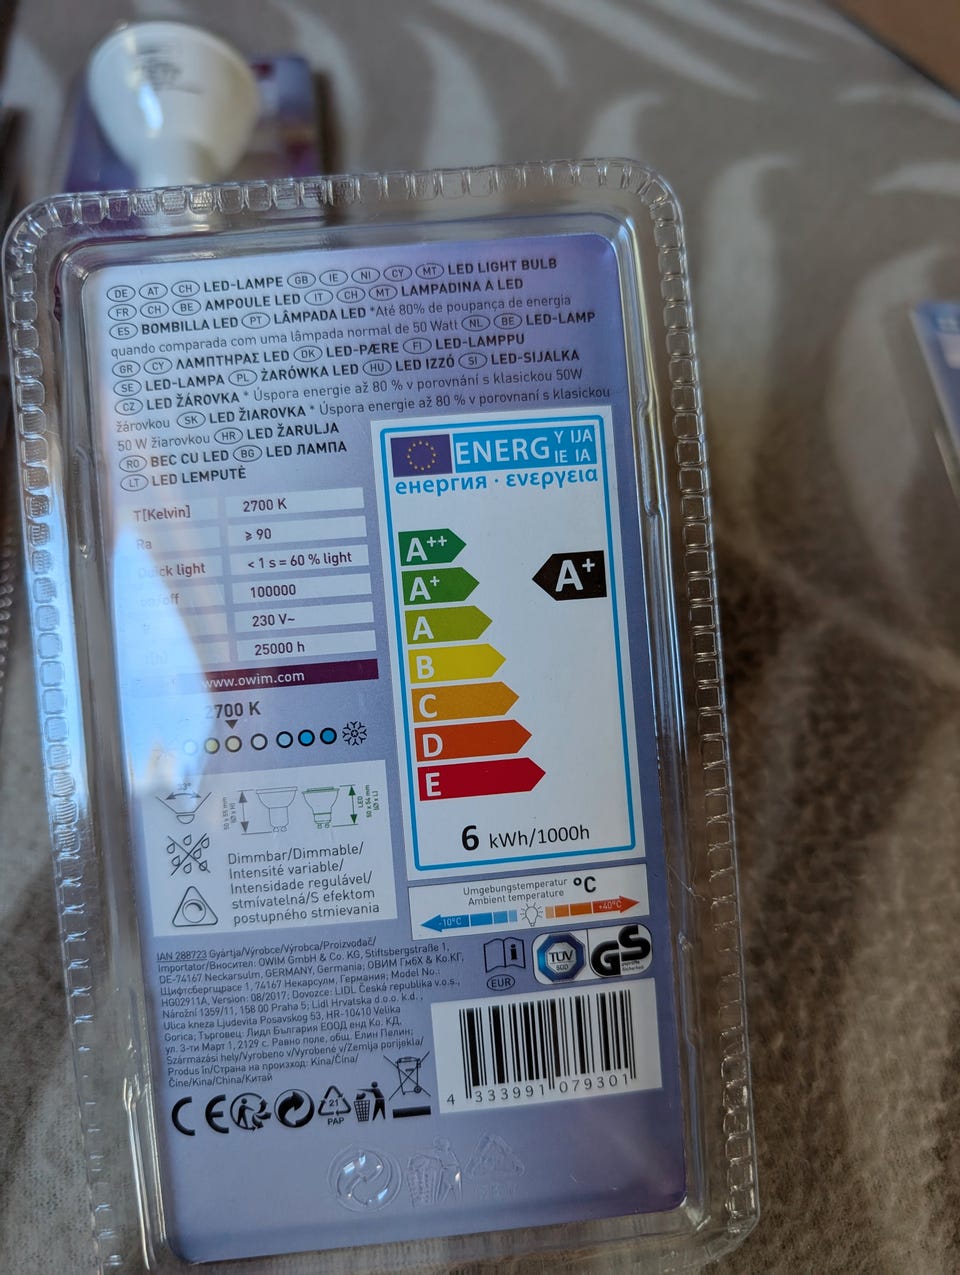 DE AT CH LED-LAMPE GB IE NI CY MT LED LIGHT BULB
FR CH BE AMPOULE LED IT CH MT LAMPADINA A LED
ES BOMBILLA LED PT LÂMPADA LED *Até 80% de poupança de energia
quando comparada com uma lâmpada normal de 50 Watt NL BE LED-LAMP
GR CY ΛΑΜΠΤΗΡΑΣ LED DK LED-PÆRE FI LED-LAMPPU
SE LED-LAMPA PL ŻARÓWKA LED HU LED IZZÓ SI LED-SIJALKA
CZ LED ŽÁROVKA * Úspora energie až 80 % v porovnání s klasickou 50W
žárovkou SK LED ŽIAROVKA * Úspora energie až 80 % v porovnaní s klasickou
50 W žiarovkou HR LED ŽARULJA
RO BEC CU LED BG LED ЛАМПА
LT LED LEMPUTĖ
T[Kelvin] 2700 K
Ra ≥ 90
Quick light < 1 s = 60 % light
on/off 100000
230 V~
25000 h
www.owim.com
2700 K
ENERG Y IJA IE IA
енергия · ενεργεια
A++
A+
A+
A
B
C
D
E
6 kWh/1000h
LED
Dimmbar/Dimmable/
Intensité variable/
Intensidade regulável/
stmívatelná/S efektom
postupného stmievania
Umgebungstemperatur °C
Ambient temperature
-10°C +40°C
IAN 288723 Gyártja/Výrobce/Výrobca/Proizvođač/
Importator/Вносител: OWIM GmbH & Co. KG, Stiftsbergstraße 1,
DE-74167 Neckarsulm, GERMANY, Germania; ОВИМ ГмбХ & Ko.КГ,
Щифтсбергщрасе 1, 74167 Некарсулм, Германия; Model No.:
HG02911A, Version: 08/2017; Dovozce: LIDL Česká republika v.o.s.,
Nárožní 1359/11, 158 00 Praha 5; Lidl Hrvatska d.o.o. k.d.,
Ulica kneza Ljudevita Posavskog 53, HR-10410 Velika
Gorica; Търговец: Лидл България ЕООД енд Ко. КД,
ул. 3-ти Март 1, 2129 с. Равно поле, общ. Елин Пелин;
Származási hely/Vyrobeno v/Vyrobené v/Zemlja porijekla/
Produs în/Страна на произход: Kína/Čína/
Číne/Kina/China/Китай
i
EUR
TÜV
SÜD
GS
geprüfte
Sicherheit
CE
21
PAP
4 333991 079301